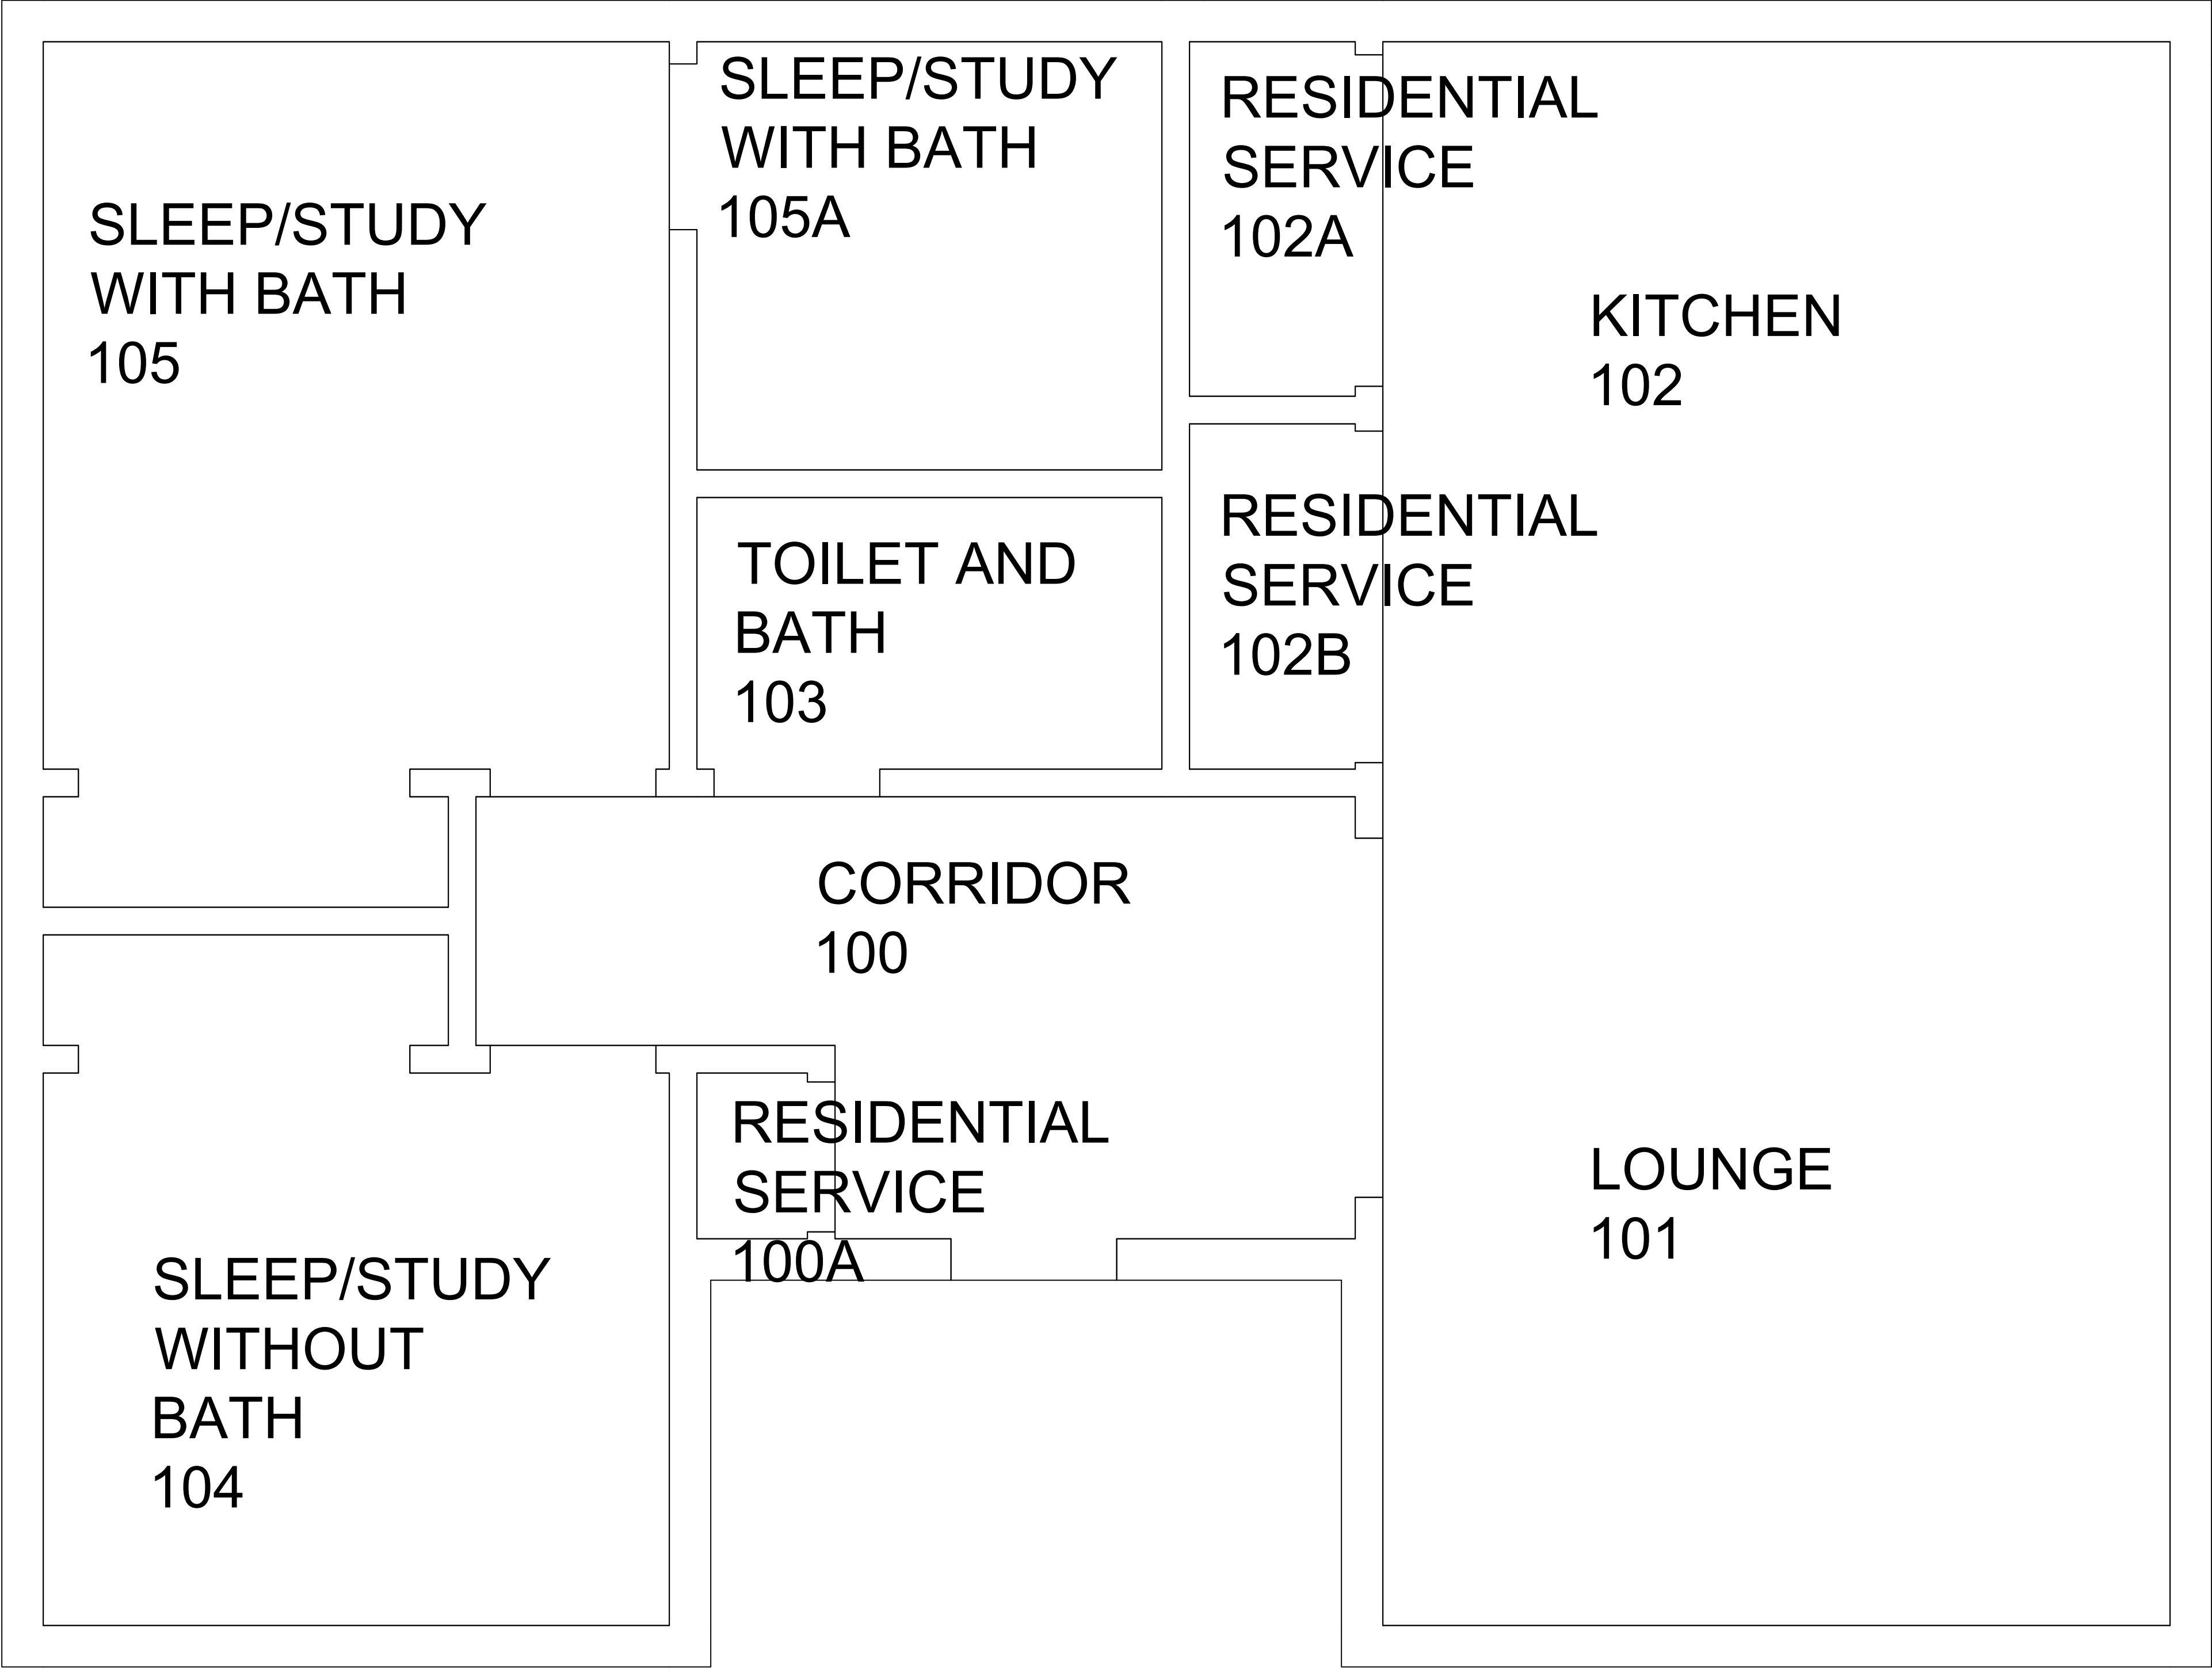 SLEEP/STUDY
WITH BATH
105
SLEEP/STUDY
WITH BATH
105A
RESIDENTIAL
SERVICE
102A
KITCHEN
102
TOILET AND
BATH
103
RESIDENTIAL
SERVICE
102B
CORRIDOR
100
RESIDENTIAL
SERVICE
100A
LOUNGE
101
SLEEP/STUDY
WITHOUT
BATH
104